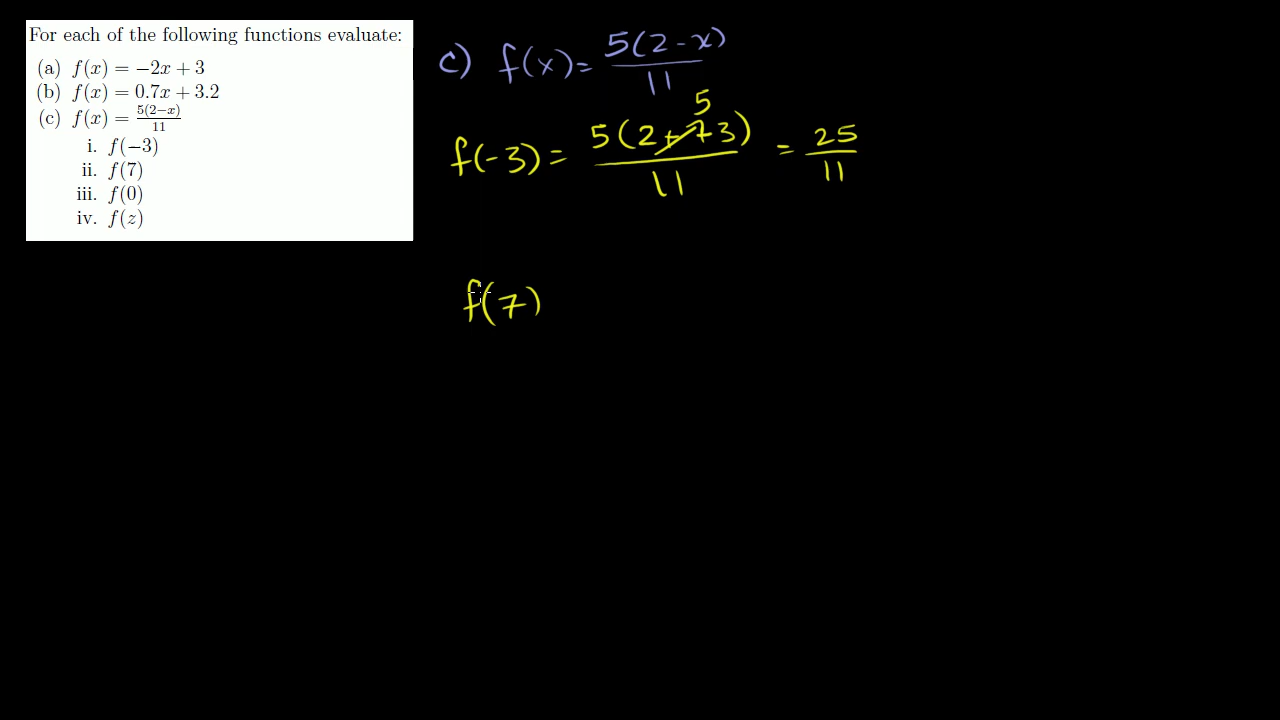 For each of the following functions evaluate:
(a) f(x) = −2x + 3
(b) f(x) = 0.7x + 3.2
(c) f(x) = 5(2−x)/11
i. f(−3)
ii. f(7)
iii. f(0)
iv. f(z)
c) f(x) = 5(2-x)/11
5
f(-3) = 5(2+3)/11 = 25/11
f(7)